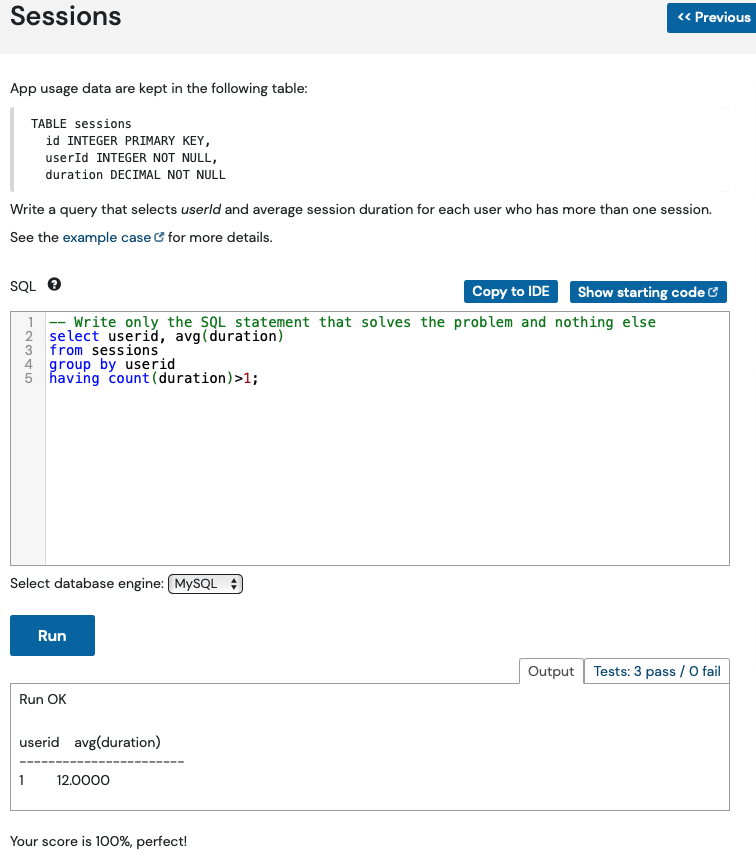 Sessions
<< Previous
App usage data are kept in the following table:
TABLE sessions
  id INTEGER PRIMARY KEY,
  userId INTEGER NOT NULL,
  duration DECIMAL NOT NULL
Write a query that selects userId and average session duration for each user who has more than one session.
See the example case for more details.
SQL ?
Copy to IDE
Show starting code
1 -- Write only the SQL statement that solves the problem and nothing else
2 select userid, avg(duration)
3 from sessions
4 group by userid
5 having count(duration)>1;
Select database engine: MySQL
Run
Output
Tests: 3 pass / 0 fail
Run OK
userid avg(duration)
-----------------------
1 12.0000
Your score is 100%, perfect!